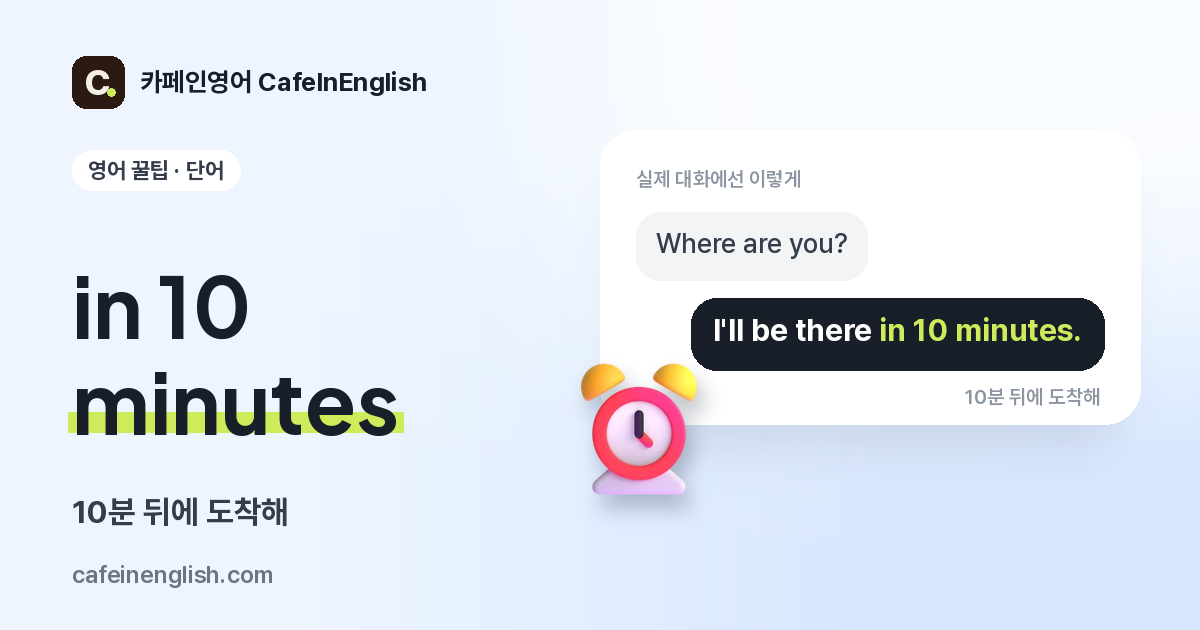 C
카페인영어 CafeInEnglish
영어 꿀팁 · 단어
in 10
minutes
10분 뒤에 도착해
cafeinenglish.com
실제 대화에선 이렇게
Where are you?
I'll be there in 10 minutes.
10분 뒤에 도착해